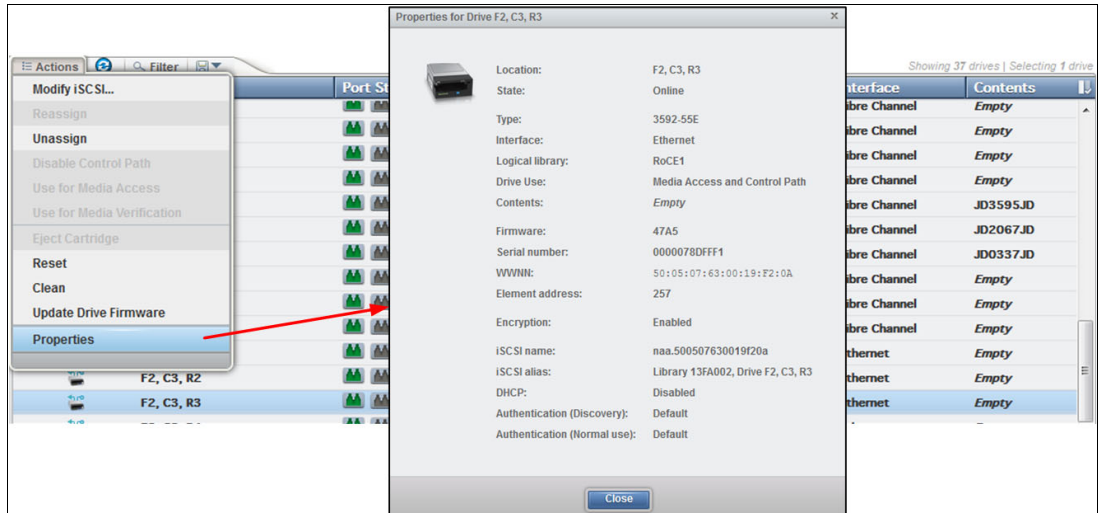 Properties for Drive F2, C3, R3 x
Actions Filter
Showing 37 drives | Selecting 1 drive
Modify iSCSI...
Reassign
Unassign
Disable Control Path
Use for Media Access
Use for Media Verification
Eject Cartridge
Reset
Clean
Update Drive Firmware
Properties
F2, C3, R2
F2, C3, R3
Port St
Location: F2, C3, R3
State: Online
Type: 3592-55E
Interface: Ethernet
Logical library: RoCE1
Drive Use: Media Access and Control Path
Contents: Empty
Firmware: 47A5
Serial number: 0000078DFFF1
WWNN: 50:05:07:63:00:19:F2:0A
Element address: 257
Encryption: Enabled
iSCSI name: naa.500507630019f20a
iSCSI alias: Library 13FA002, Drive F2, C3, R3
DHCP: Disabled
Authentication (Discovery): Default
Authentication (Normal use): Default
Close
nterface Contents
ibre Channel Empty
ibre Channel Empty
ibre Channel Empty
ibre Channel Empty
ibre Channel JD3595JD
ibre Channel JD2067JD
ibre Channel JD0337JD
ibre Channel Empty
ibre Channel Empty
ibre Channel Empty
thernet Empty
thernet Empty
thernet Empty